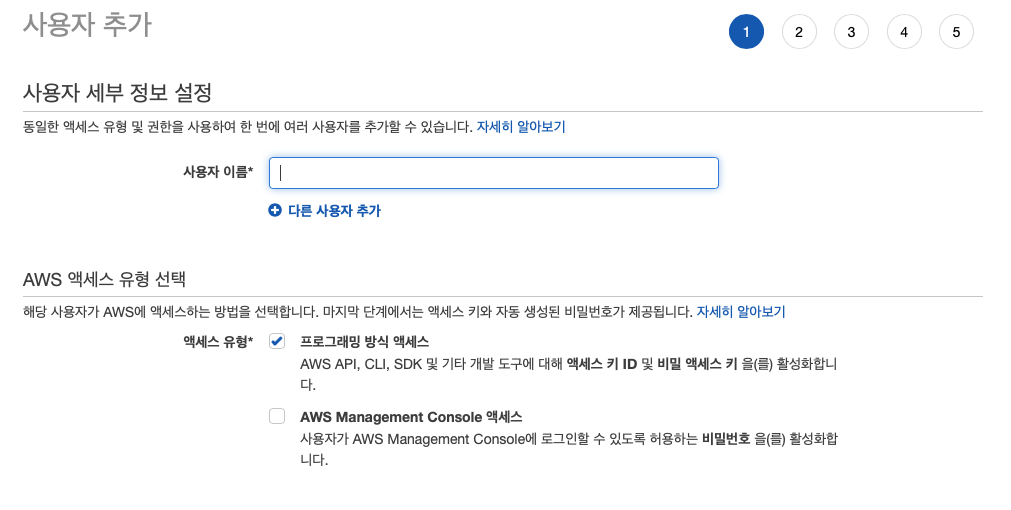 사용자 추가
1 2 3 4 5
사용자 세부 정보 설정
동일한 액세스 유형 및 권한을 사용하여 한 번에 여러 사용자를 추가할 수 있습니다. 자세히 알아보기
사용자 이름*
다른 사용자 추가
AWS 액세스 유형 선택
해당 사용자가 AWS에 액세스하는 방법을 선택합니다. 마지막 단계에서는 액세스 키와 자동 생성된 비밀번호가 제공됩니다. 자세히 알아보기
액세스 유형* 프로그래밍 방식 액세스
AWS API, CLI, SDK 및 기타 개발 도구에 대해 액세스 키 ID 및 비밀 액세스 키 을(를) 활성화합니
다.
AWS Management Console 액세스
사용자가 AWS Management Console에 로그인할 수 있도록 허용하는 비밀번호 을(를) 활성화합
니다.